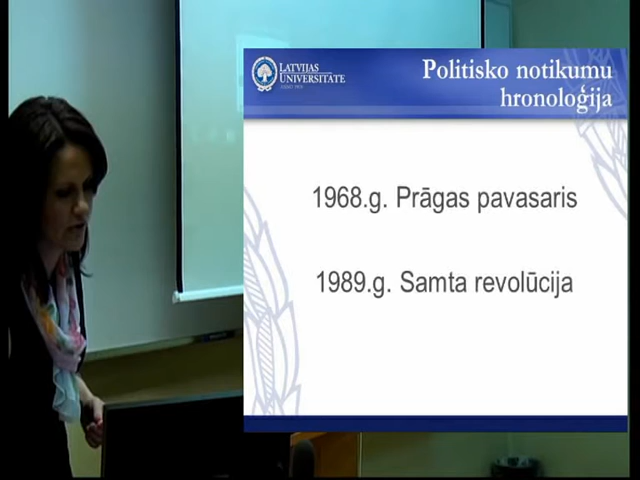 LATVIJAS
UNIVERSITĀTE
Politisko notikumu
hronoloģija
1968.g. Prāgas pavasaris
1989.g. Samta revolūcija